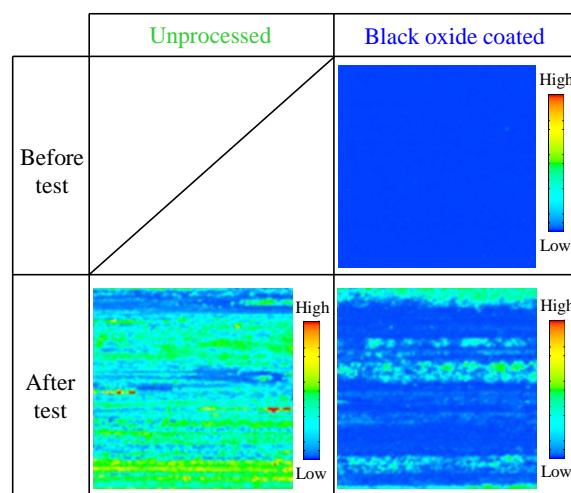 Unprocessed
Black oxide coated
Before
test
High
Low
After
test
High
Low
High
Low